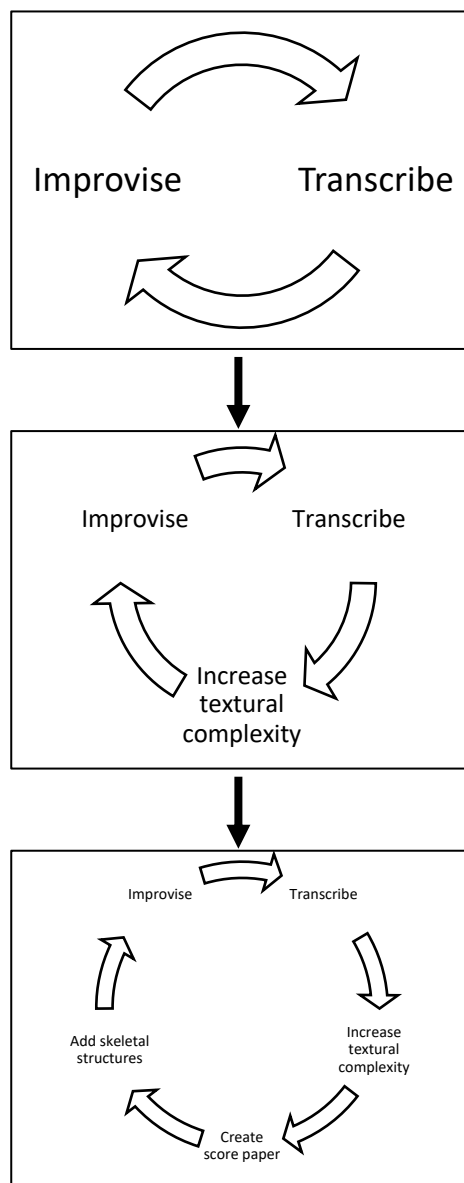 Improvise
Transcribe
Improvise
Transcribe
Increase
textural
complexity
Improvise
Transcribe
Increase
textural
complexity
Create
score paper
Add skeletal
structures